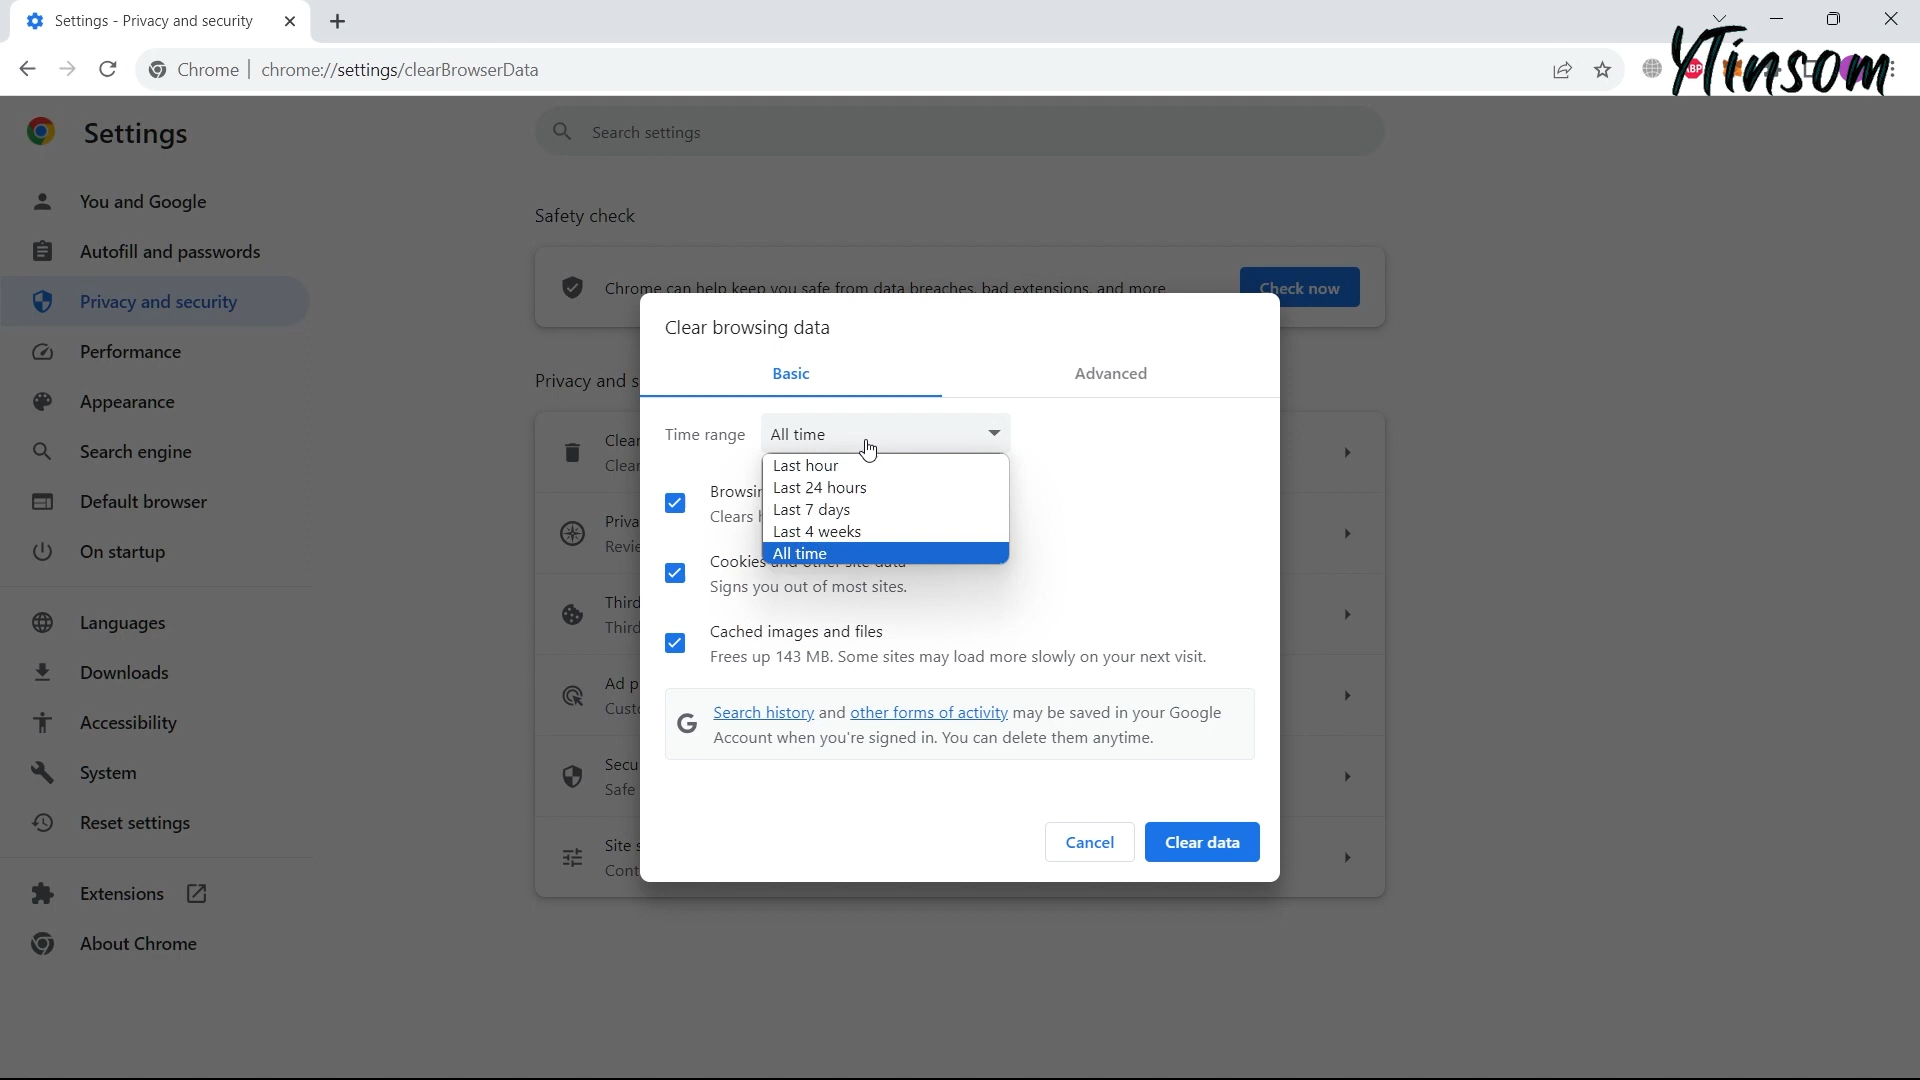 Settings - Privacy and security
Chrome | chrome://settings/clearBrowserData
ABP
YTinsom
Settings
Search settings
You and Google
Autofill and passwords
Privacy and security
Performance
Appearance
Search engine
Default browser
On startup
Languages
Downloads
Accessibility
System
Reset settings
Extensions
About Chrome
Safety check
Chrome can help keep you safe from data breaches, bad extensions, and more
Check now
Privacy and s
Clear
Clear
Priva
Revie
Third
Third
Ad p
Custo
Secu
Safe
Site s
Cont
Clear browsing data
Basic
Advanced
Time range
All time
Last hour
Last 24 hours
Last 7 days
Last 4 weeks
All time
Browsin
Clears h
Cookies and other site data
Signs you out of most sites.
Cached images and files
Frees up 143 MB. Some sites may load more slowly on your next visit.
G
Search history and other forms of activity may be saved in your Google
Account when you're signed in. You can delete them anytime.
Cancel
Clear data